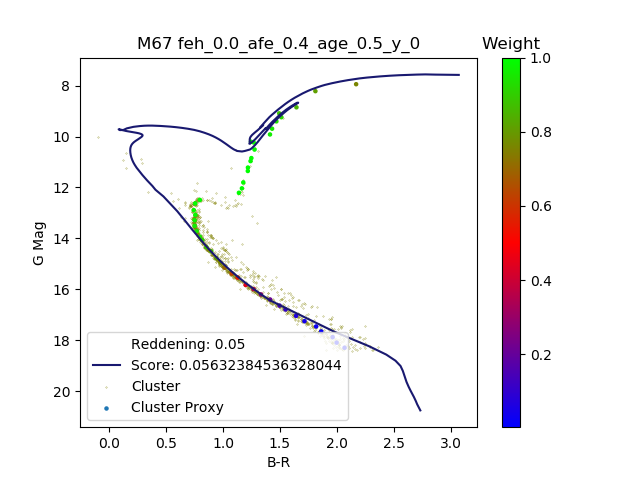 M67 feh_0.0_afe_0.4_age_0.5_y_0
Weight
8
10
12
14
16
18
20
G Mag
0.0 0.5 1.0 1.5 2.0 2.5 3.0
B-R
Reddening: 0.05
Score: 0.05632384536328044
Cluster
Cluster Proxy
1.0
0.8
0.6
0.4
0.2